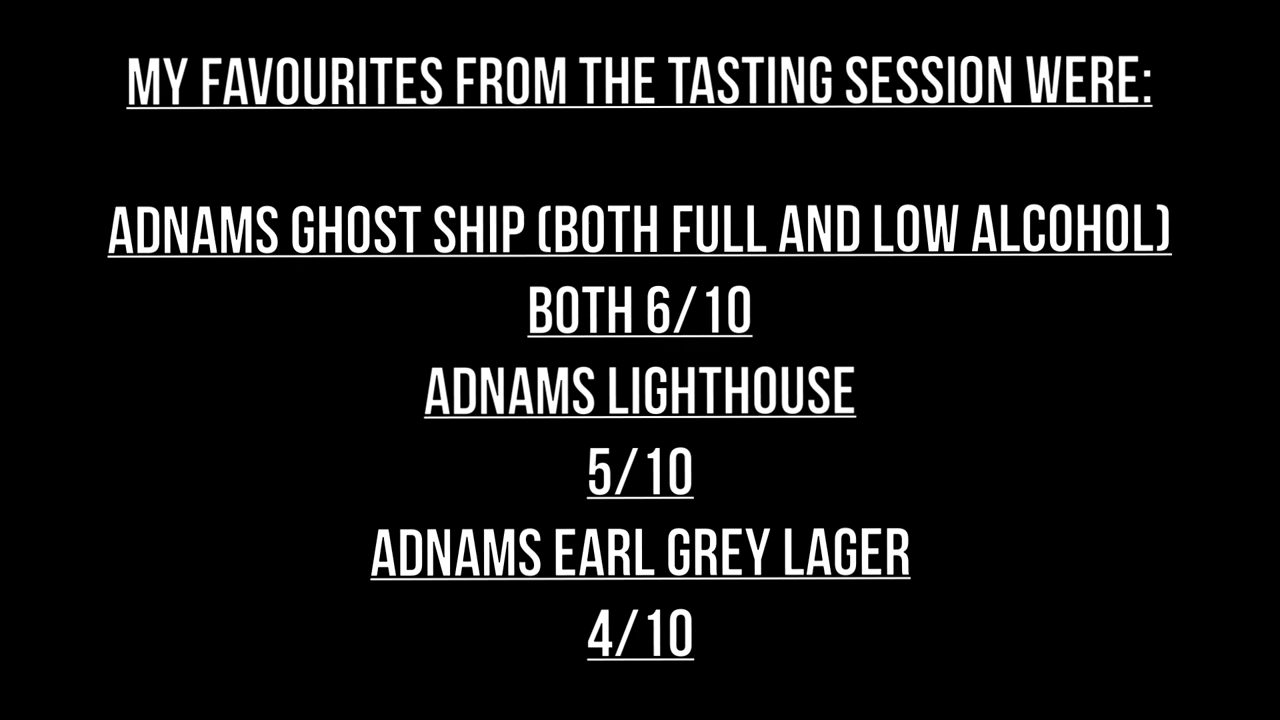 MY FAVOURITES FROM THE TASTING SESSION WERE:
ADNAMS GHOST SHIP (BOTH FULL AND LOW ALCOHOL)
BOTH 6/10
ADNAMS LIGHTHOUSE
5/10
ADNAMS EARL GREY LAGER
4/10